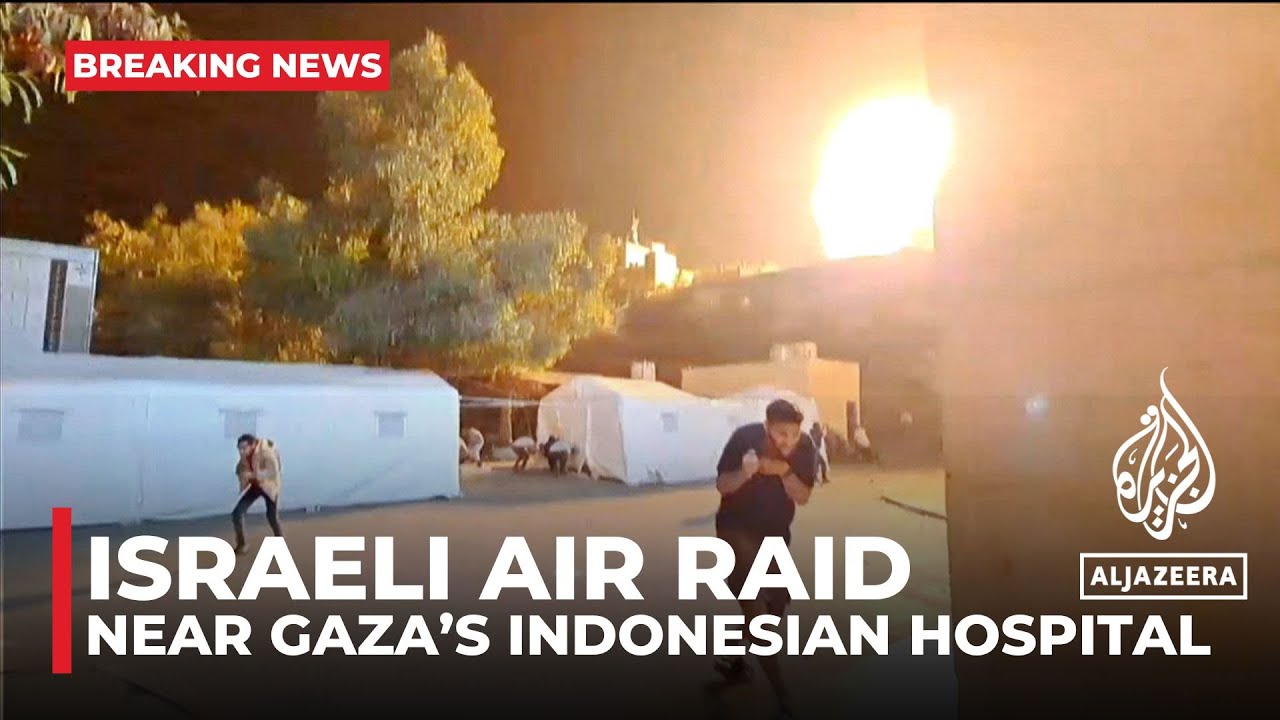 BREAKING NEWS
ISRAELI AIR RAID
NEAR GAZA’S INDONESIAN HOSPITAL
الجزيرة
ALJAZEERA